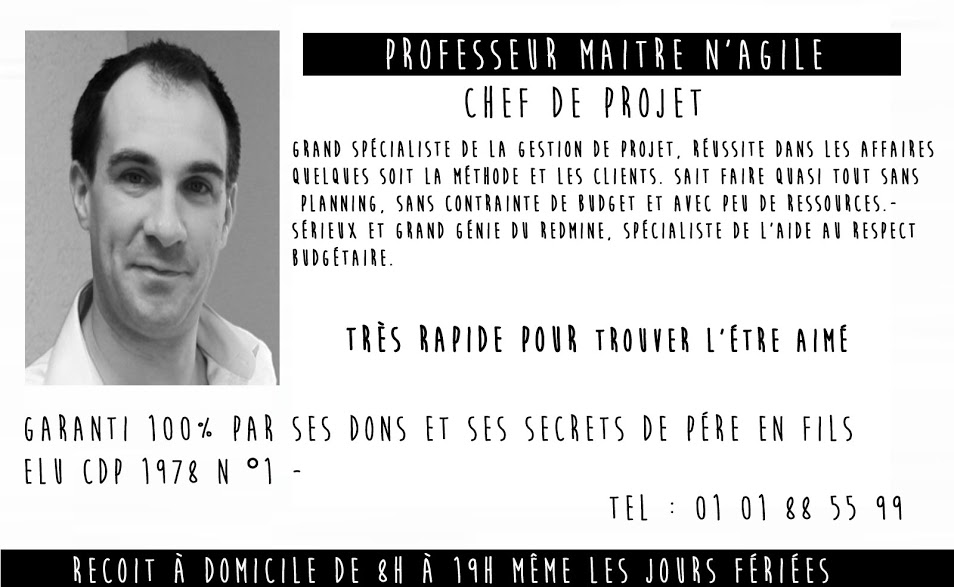 PROFESSEUR MAITRE N'AGILE
CHEF DE PROJET
GRAND SPÉCIALISTE DE LA GESTION DE PROJET, RÉUSSITE DANS LES AFFAIRES
QUELQUES SOIT LA MÉTHODE ET LES CLIENTS. SAIT FAIRE QUASI TOUT SANS
PLANNING, SANS CONTRAINTE DE BUDGET ET AVEC PEU DE RESSOURCES.-
SÉRIEUX ET GRAND GÉNIE DU REDMINE, SPÉCIALISTE DE L'AIDE AU RESPECT
BUDGÉTAIRE.
TRÈS RAPIDE POUR TROUVER L'ÉTRE AIMÉ
GARANTI 100% PAR SES DONS ET SES SECRETS DE PÉRE EN FILS
ELU CDP 1978 N °1 -
TEL : 01 01 88 55 99
RECOIT À DOMICILE DE 8H À 19H MÊME LES JOURS FÉRIÉES